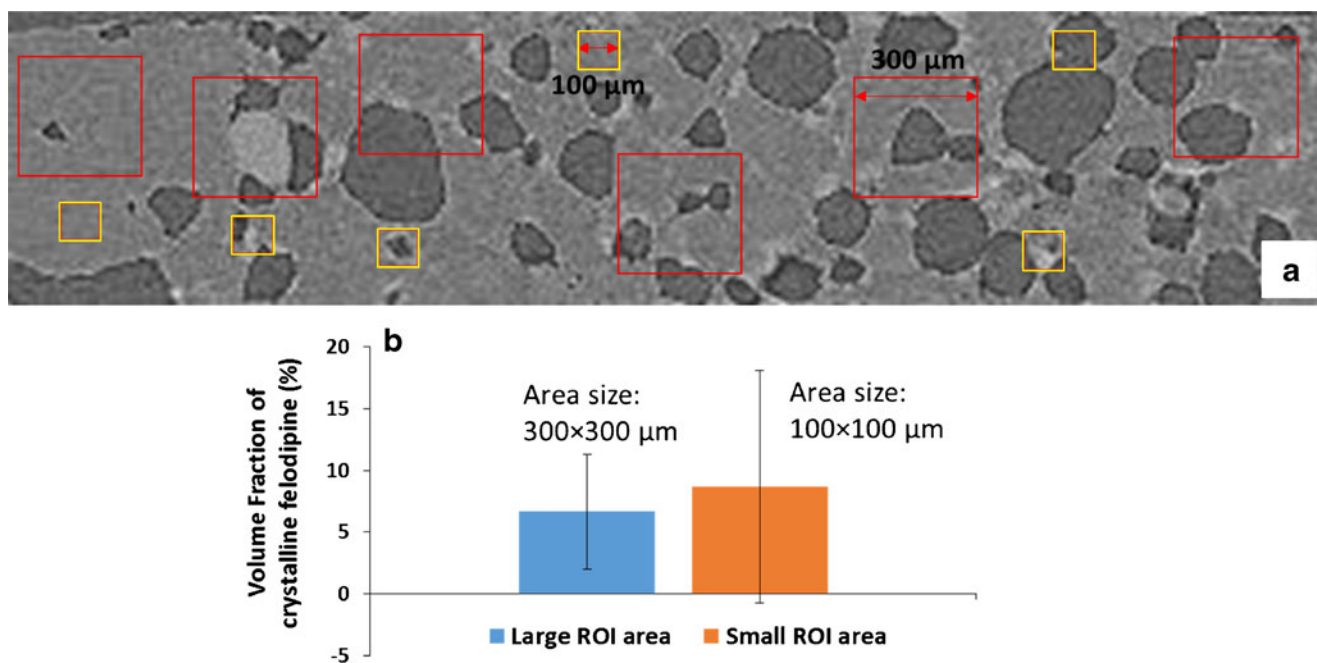 100 µm
300 µm
a
b
Volume Fraction of
crystalline felodipine (%)
20
15
10
5
0
-5
Area size:
300×300 µm
Area size:
100×100 µm
Large ROI area
Small ROI area